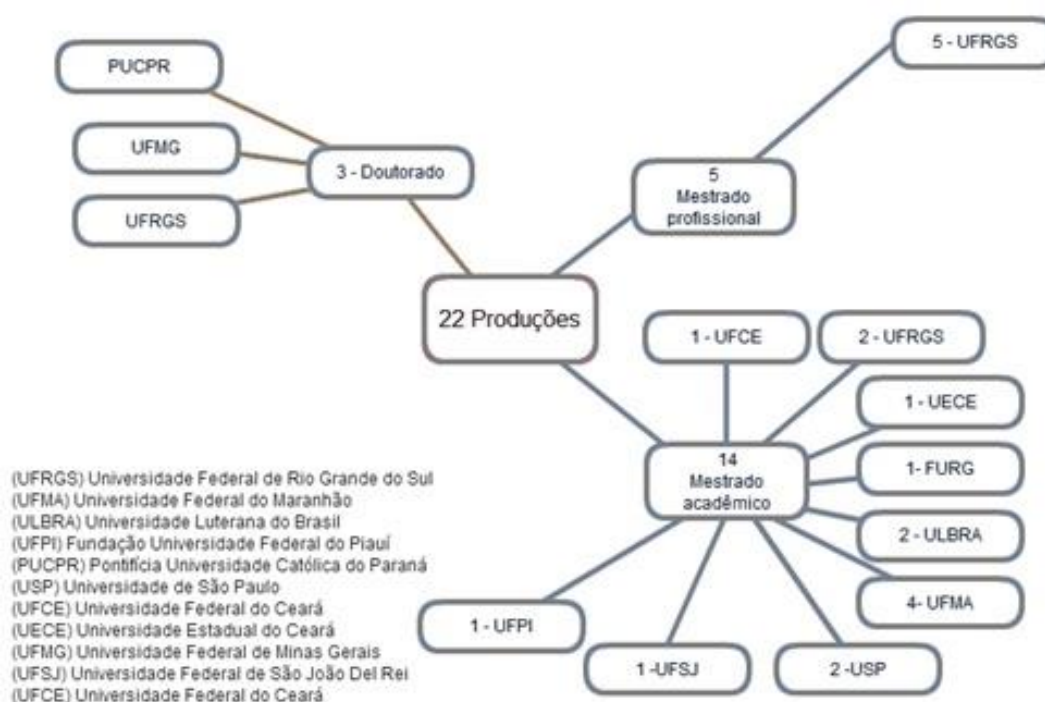 PUCPR
UFMG
UFRGS
3 - Doutorado
5 - UFRGS
5
Mestrado
profissional
22 Produções
1 - UFCE
2 - UFRGS
1 - UECE
1- FURG
2 - ULBRA
4- UFMA
14
Mestrado
acadêmico
1 - UFPI
1 -UFSJ
2 -USP
(UFRGS) Universidade Federal de Rio Grande do Sul
(UFMA) Universidade Federal do Maranhão
(ULBRA) Universidade Luterana do Brasil
(UFPI) Fundação Universidade Federal do Piauí
(PUCPR) Pontifícia Universidade Católica do Paraná
(USP) Universidade de São Paulo
(UFCE) Universidade Federal do Ceará
(UECE) Universidade Estadual do Ceará
(UFMG) Universidade Federal de Minas Gerais
(UFSJ) Universidade Federal de São João Del Rei
(UFCE) Universidade Federal do Ceará